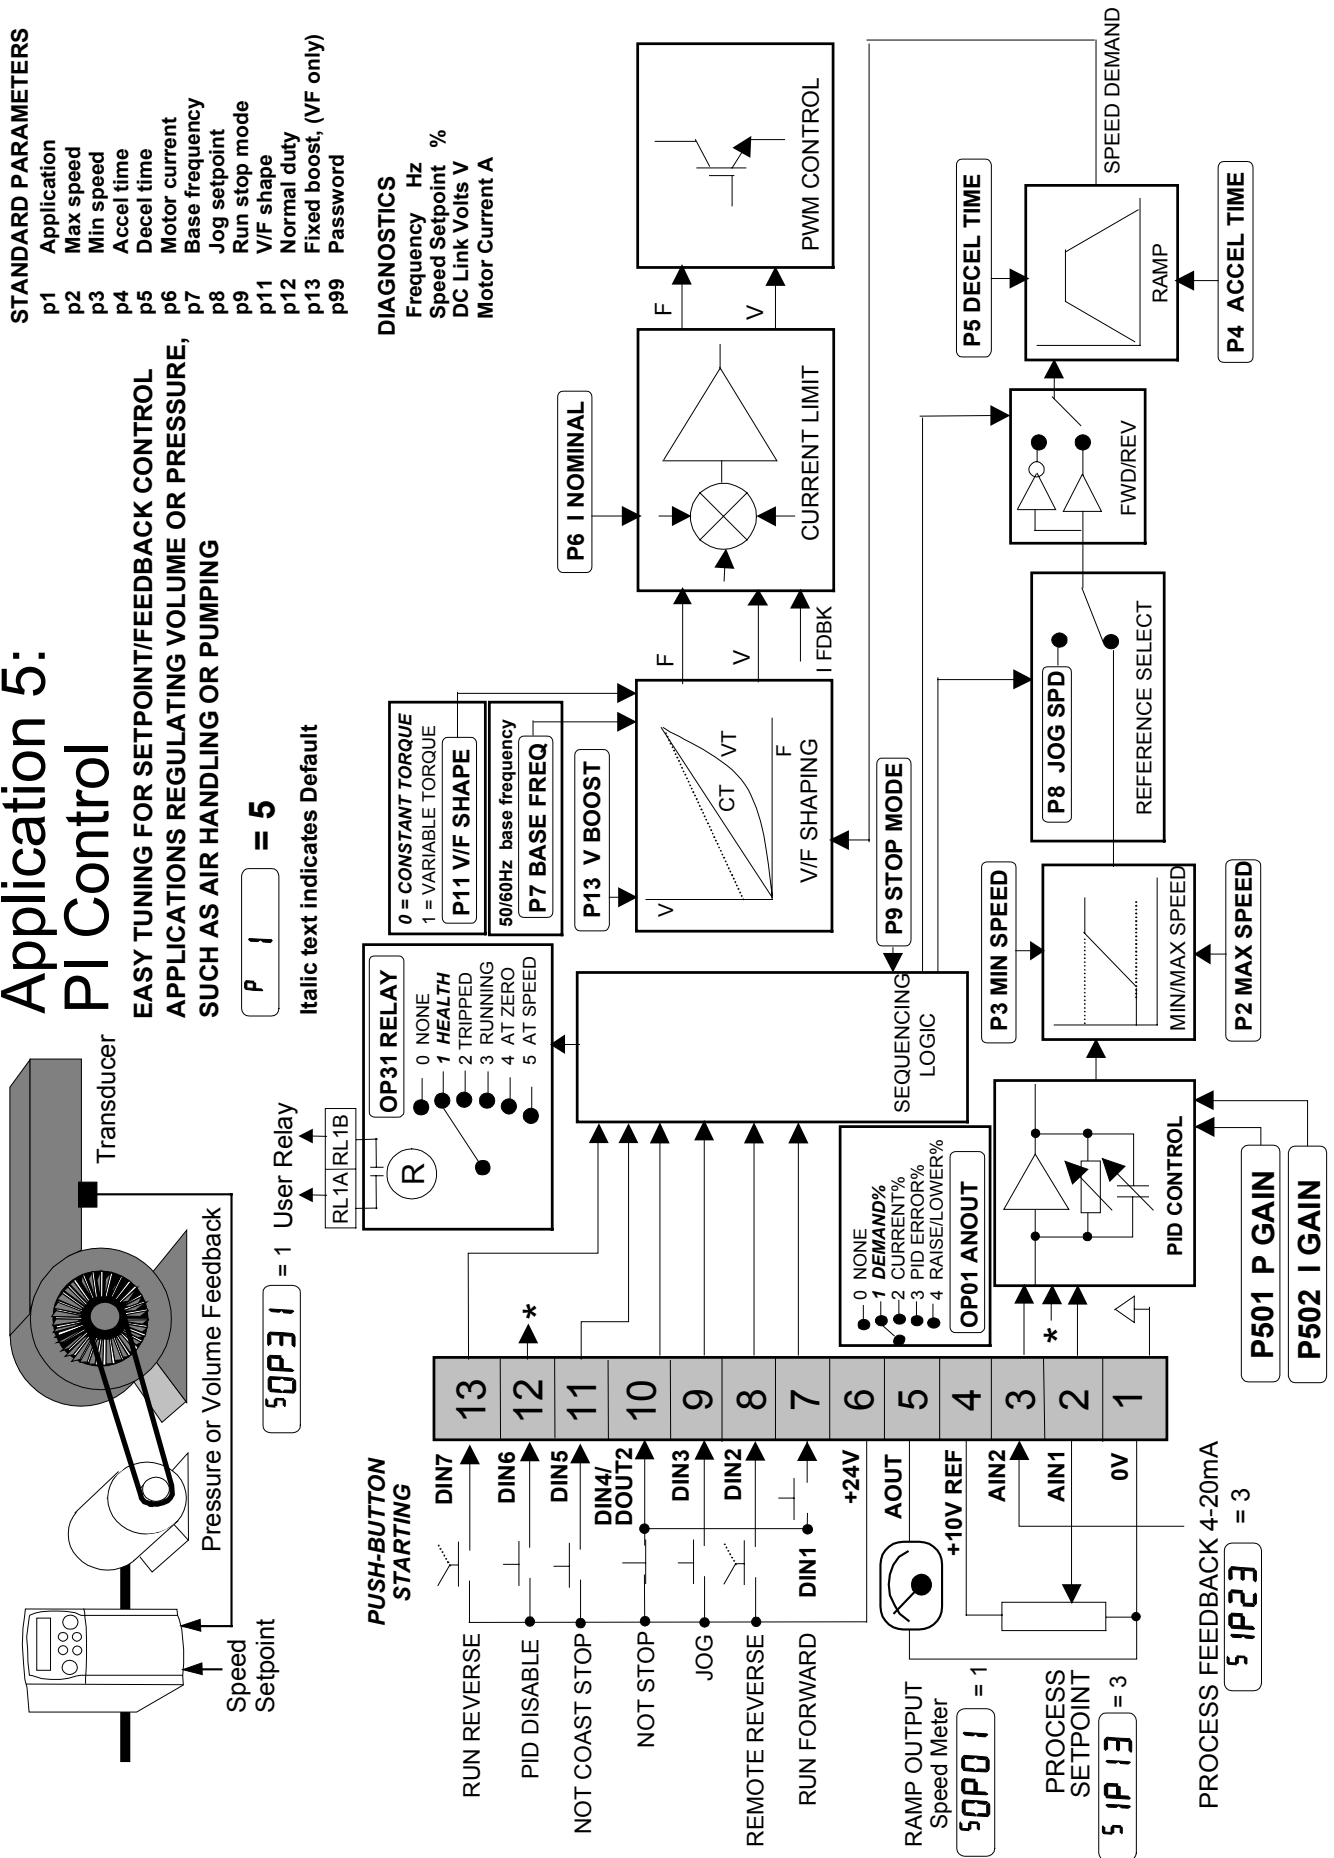 Application 5:
PI Control
EASY TUNING FOR SETPOINT/FEEDBACK CONTROL
APPLICATIONS REGULATING VOLUME OR PRESSURE,
SUCH AS AIR HANDLING OR PUMPING
P 1 = 5
Italic text indicates Default
STANDARD PARAMETERS
p1 Application
p2 Max speed
p3 Min speed
p4 Accel time
p5 Decel time
p6 Motor current
p7 Base frequency
p8 Jog setpoint
p9 Run stop mode
p11 V/F shape
p12 Normal duty
p13 Fixed boost, (VF only)
p99 Password
DIAGNOSTICS
Frequency Hz
Speed Setpoint %
DC Link Volts V
Motor Current A
Transducer
Pressure or Volume Feedback
Speed
Setpoint
SOP31 = 1 User Relay
RL1A RL1B
R
OP31 RELAY
0 NONE
1 HEALTH
2 TRIPPED
3 RUNNING
4 AT ZERO
5 AT SPEED
0 = CONSTANT TORQUE
1 = VARIABLE TORQUE
P11 V/F SHAPE
50/60Hz base frequency
P7 BASE FREQ
P13 V BOOST
V
CT
VT
F
V/F SHAPING
F
V
I FDBK
P6 I NOMINAL
CURRENT LIMIT
F
V
PWM CONTROL
PUSH-BUTTON
STARTING
RUN REVERSE
DIN7
13
PID DISABLE
DIN6
12
*
NOT COAST STOP
DIN5
11
NOT STOP
DIN4/
DOUT2
10
JOG
DIN3
9
REMOTE REVERSE
DIN2
8
RUN FORWARD
DIN1
7
+24V
6
AOUT
5
+10V REF
4
AIN2
3
AIN1
2
0V
1
*
RAMP OUTPUT
Speed Meter
SOP01 = 1
PROCESS
SETPOINT
S IP13 = 3
PROCESS FEEDBACK 4-20mA
S IP23 = 3
SEQUENCING
LOGIC
P9 STOP MODE
0 NONE
1 DEMAND%
2 CURRENT%
3 PID ERROR%
4 RAISE/LOWER%
OP01 ANOUT
PID CONTROL
P501 P GAIN
P502 I GAIN
P3 MIN SPEED
MIN/MAX SPEED
P2 MAX SPEED
P8 JOG SPD
REFERENCE SELECT
FWD/REV
P5 DECEL TIME
RAMP
P4 ACCEL TIME
SPEED DEMAND